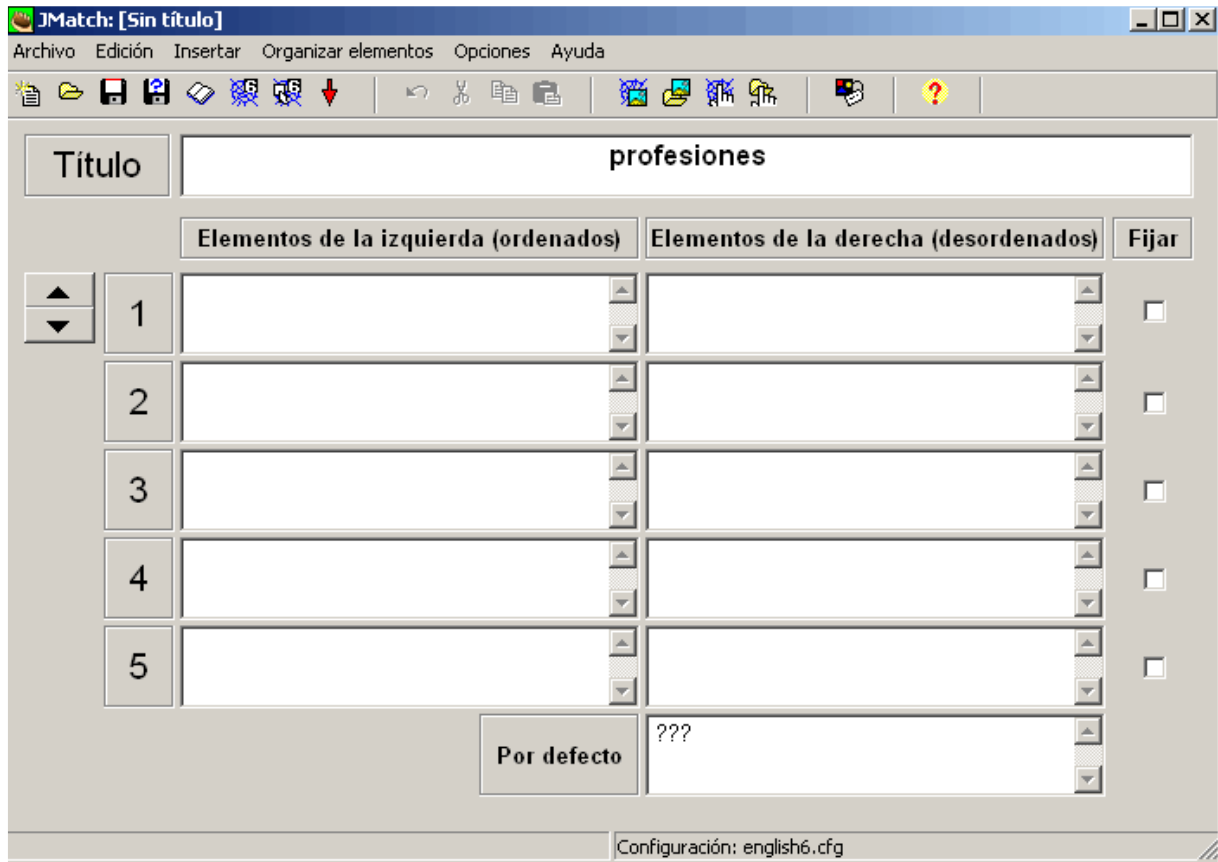 JMatch: [Sin título]
Archivo Edición Insertar Organizar elementos Opciones Ayuda
Título
profesiones
Elementos de la izquierda (ordenados) Elementos de la derecha (desordenados) Fijar
1
2
3
4
5
Por defecto
???
Configuración: english6.cfg